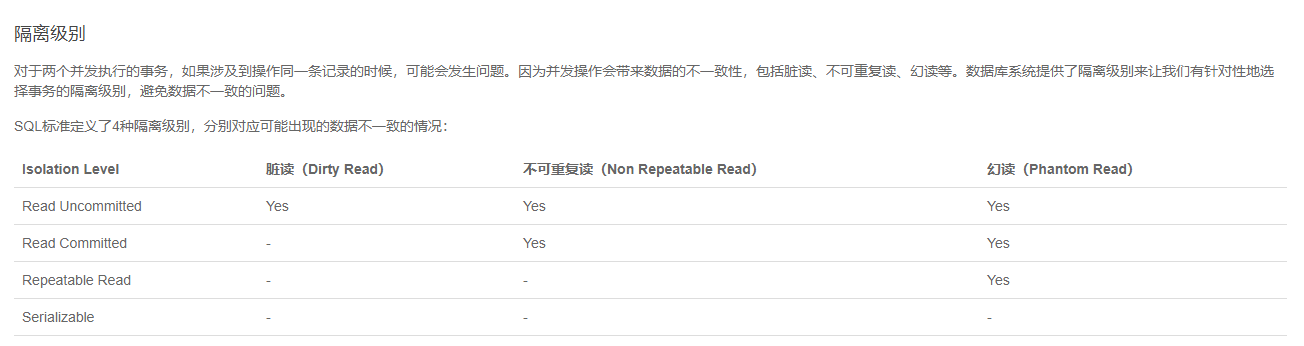 隔离级别
对于两个并发执行的事务，如果涉及到操作同一条记录的时候，可能会发生问题。因为并发操作会带来数据的不一致性，包括脏读、不可重复读、幻读等。数据库系统提供了隔离级别来让我们有针对性地选
择事务的隔离级别，避免数据不一致的问题。
SQL标准定义了4种隔离级别，分别对应可能出现的数据不一致的情况：
Isolation Level 脏读（Dirty Read） 不可重复读（Non Repeatable Read） 幻读（Phantom Read）
Read Uncommitted Yes Yes Yes
Read Committed - Yes Yes
Repeatable Read - - Yes
Serializable - - -